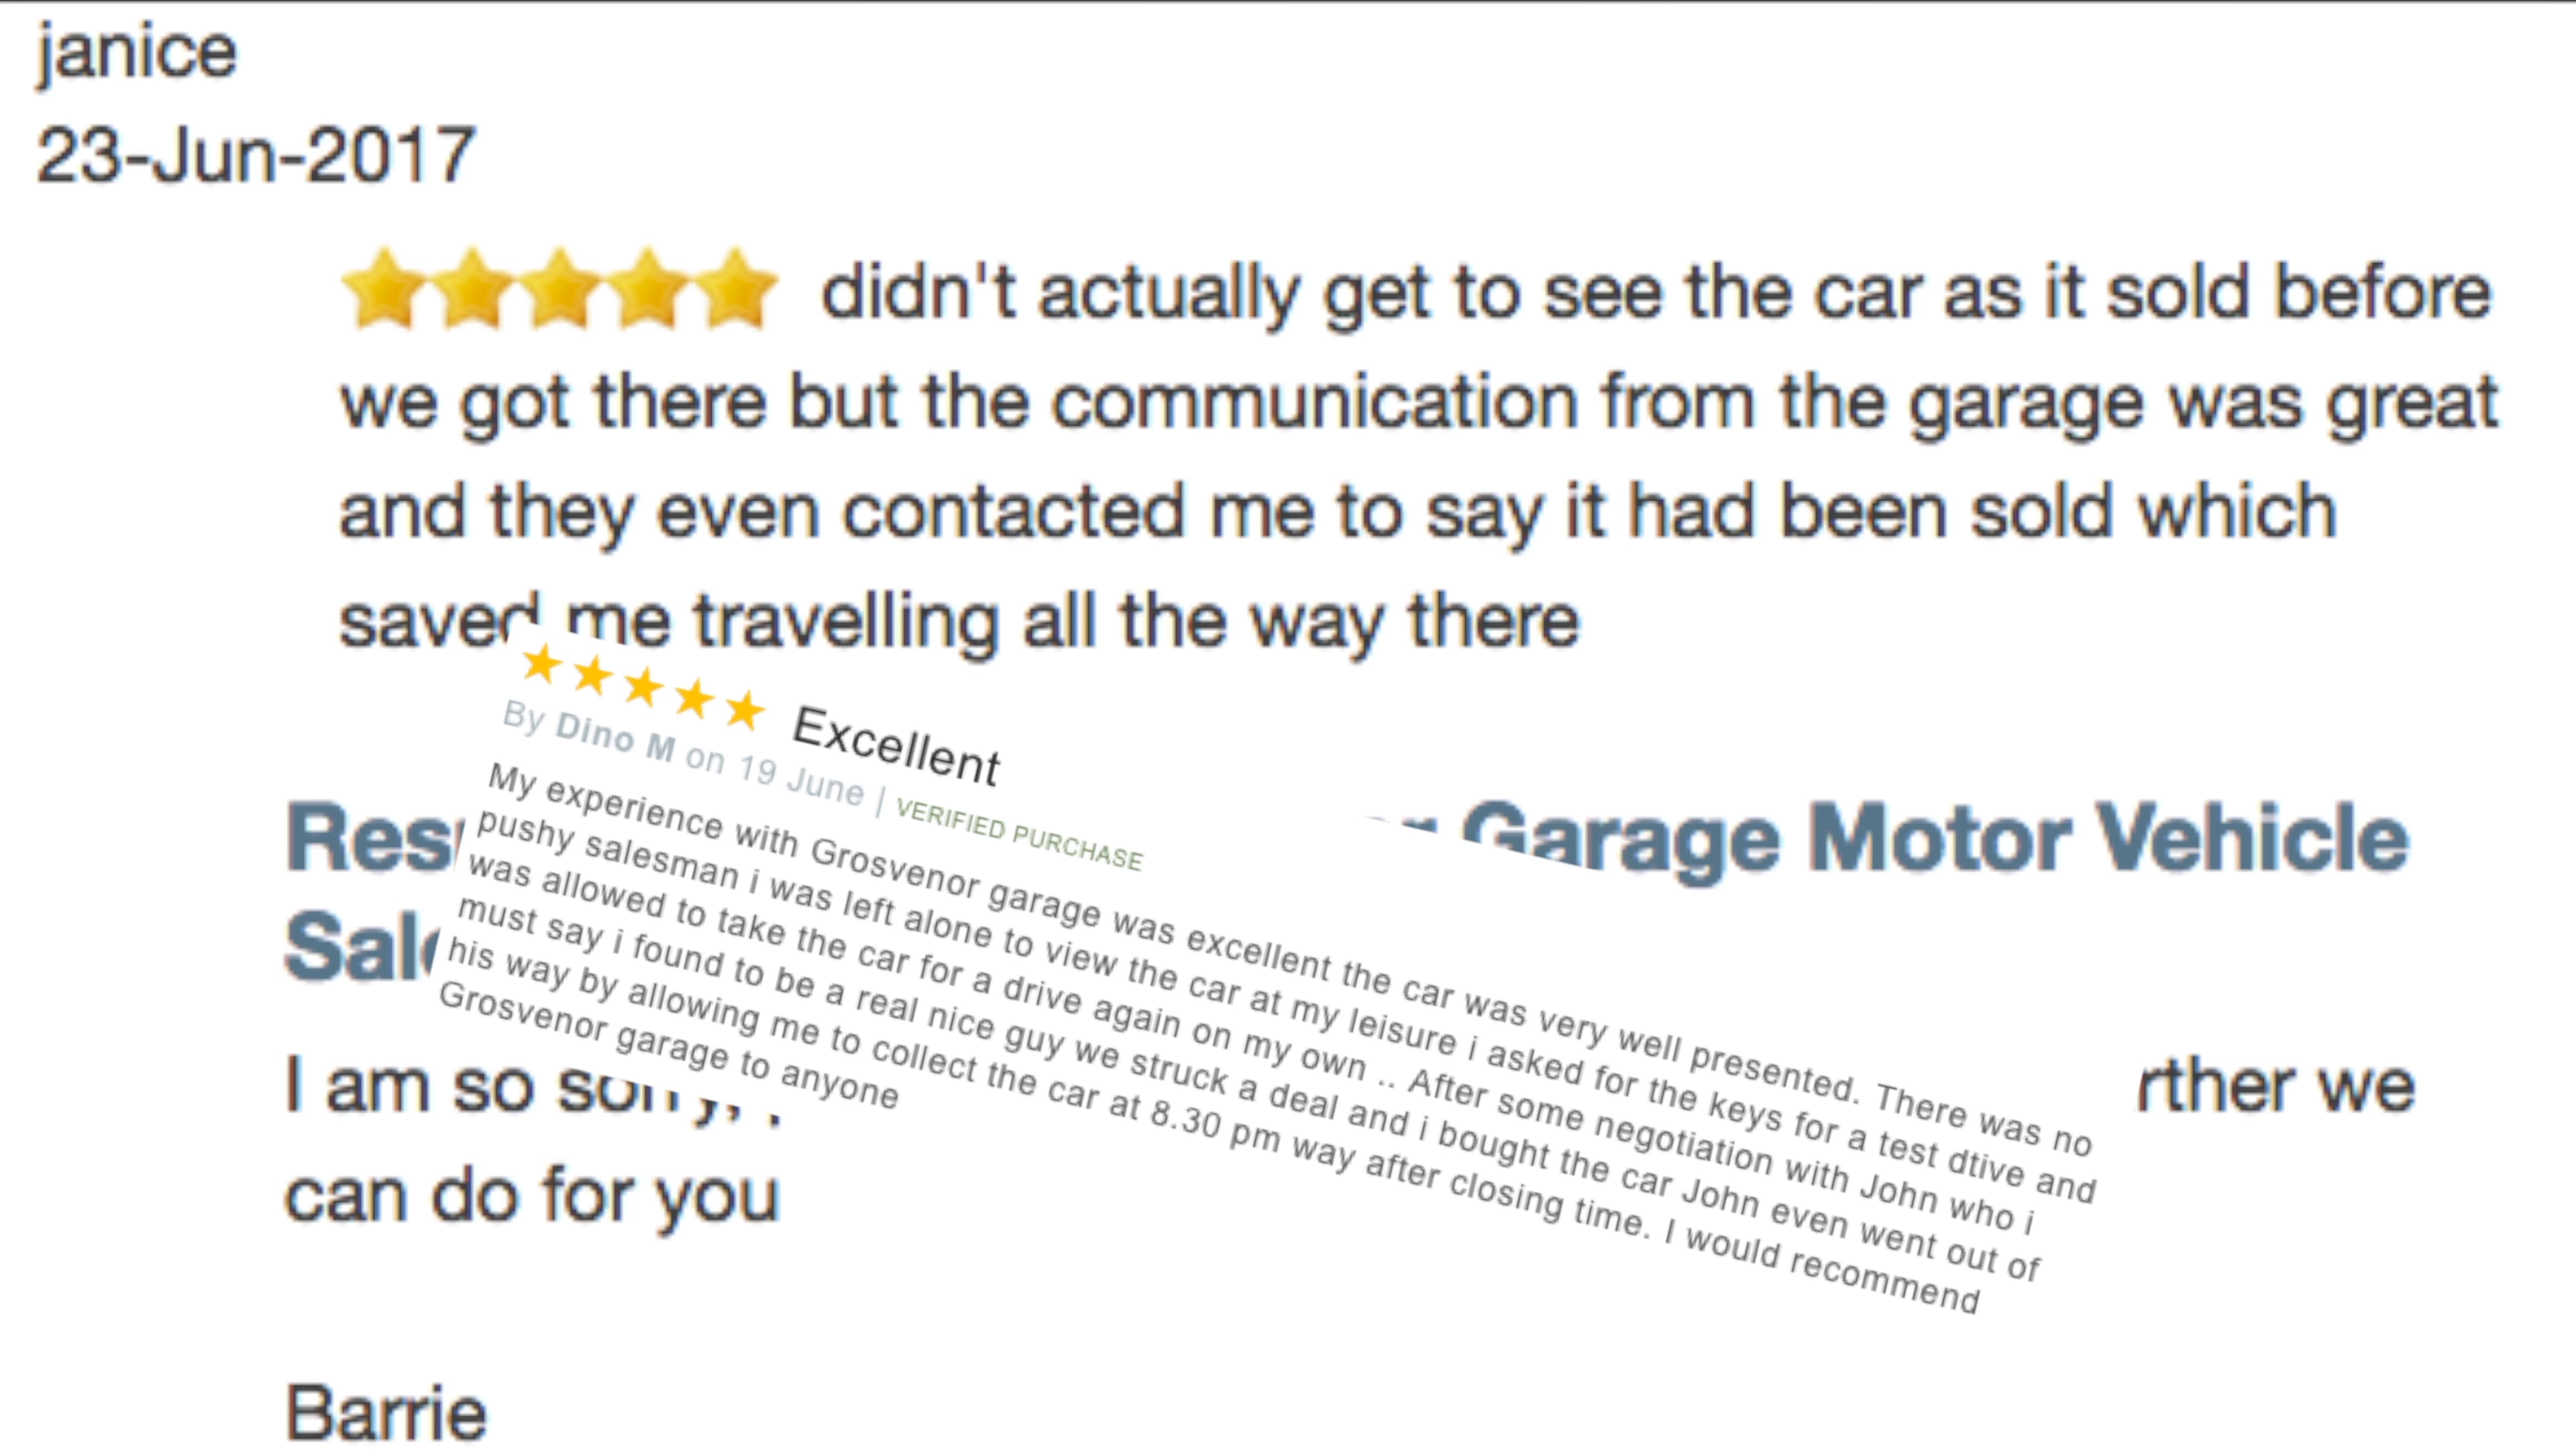 janice
23-Jun-2017
didn't actually get to see the car as it sold before
we got there but the communication from the garage was great
and they even contacted me to say it had been sold which
saved me travelling all the way there
Excellent
By Dino M on 19 June | VERIFIED PURCHASE
My experience with Grosvenor garage was excellent the car was very well presented. There was no
pushy salesman i was left alone to view the car at my leisure i asked for the keys for a test dtive and
was allowed to take the car for a drive again on my own .. After some negotiation with John who i
must say i found to be a real nice guy we struck a deal and i bought the car John even went out of
his way by allowing me to collect the car at 8.30 pm way after closing time. I would recommend
Grosvenor garage to anyone
Garage Motor Vehicle
I am so sorry, we
can do for you
Barrie